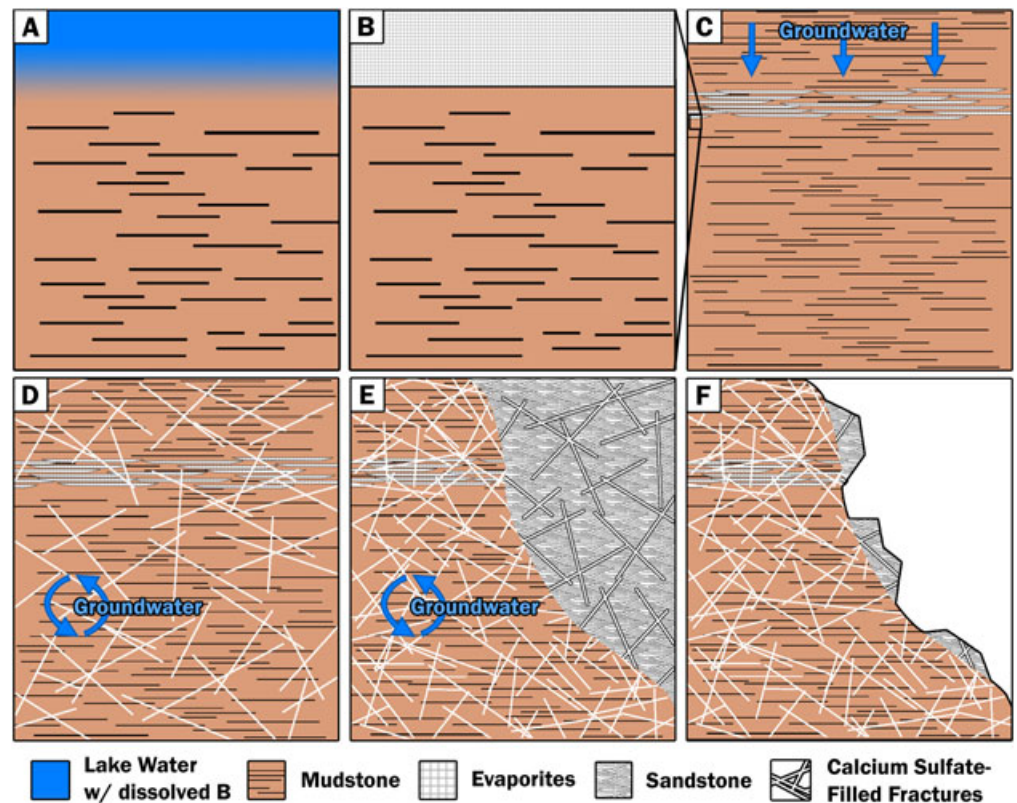 A
B
C
Groundwater
D
Groundwater
E
Groundwater
F
Lake Water
w/ dissolved B
Mudstone
Evaporites
Sandstone
Calcium Sulfate-
Filled Fractures